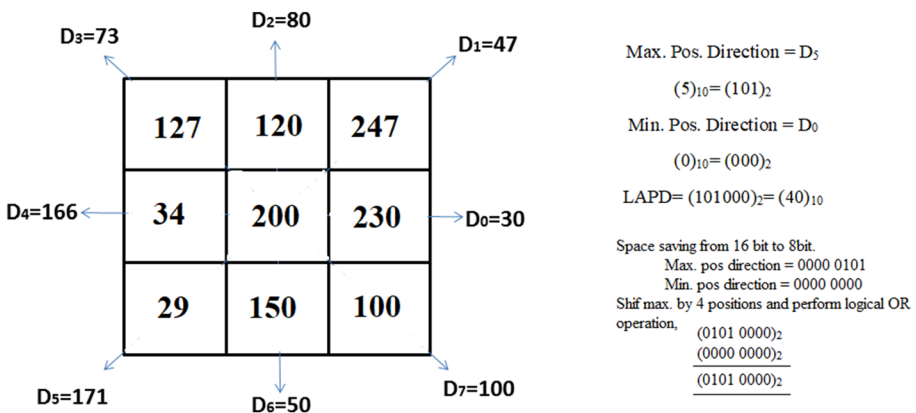 D₂=80
D₃=73
D₁=47
127 120 247
D₄=166
34 200 230
D₀=30
29 150 100
D₅=171
D₆=50
D₇=100
Max. Pos. Direction = D₅
(5)₁₀= (101)₂
Min. Pos. Direction = D₀
(0)₁₀= (000)₂
LAPD= (101000)₂= (40)₁₀
Space saving from 16 bit to 8bit.
Max. pos direction = 0000 0101
Min. pos direction = 0000 0000
Shif max. by 4 positions and perform logical OR
operation,
(0101 0000)₂
(0000 0000)₂
(0101 0000)₂